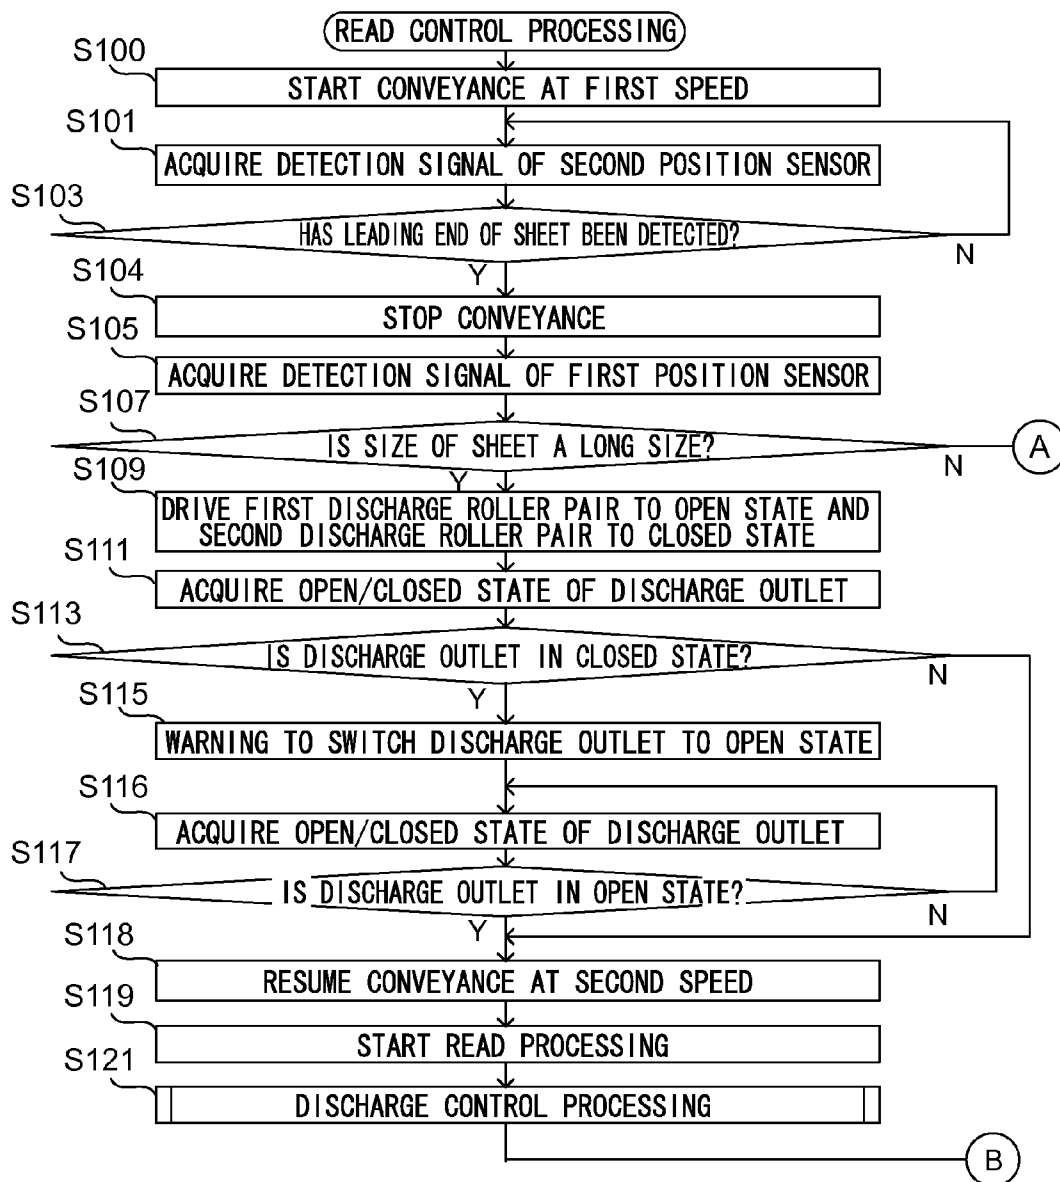 READ CONTROL PROCESSING
S100
START CONVEYANCE AT FIRST SPEED
S101
ACQUIRE DETECTION SIGNAL OF SECOND POSITION SENSOR
S103
HAS LEADING END OF SHEET BEEN DETECTED?
N
Y
S104
STOP CONVEYANCE
S105
ACQUIRE DETECTION SIGNAL OF FIRST POSITION SENSOR
S107
IS SIZE OF SHEET A LONG SIZE?
N
A
Y
S109
DRIVE FIRST DISCHARGE ROLLER PAIR TO OPEN STATE AND
SECOND DISCHARGE ROLLER PAIR TO CLOSED STATE
S111
ACQUIRE OPEN/CLOSED STATE OF DISCHARGE OUTLET
S113
IS DISCHARGE OUTLET IN CLOSED STATE?
N
Y
S115
WARNING TO SWITCH DISCHARGE OUTLET TO OPEN STATE
S116
ACQUIRE OPEN/CLOSED STATE OF DISCHARGE OUTLET
S117
IS DISCHARGE OUTLET IN OPEN STATE?
N
Y
S118
RESUME CONVEYANCE AT SECOND SPEED
S119
START READ PROCESSING
S121
DISCHARGE CONTROL PROCESSING
B